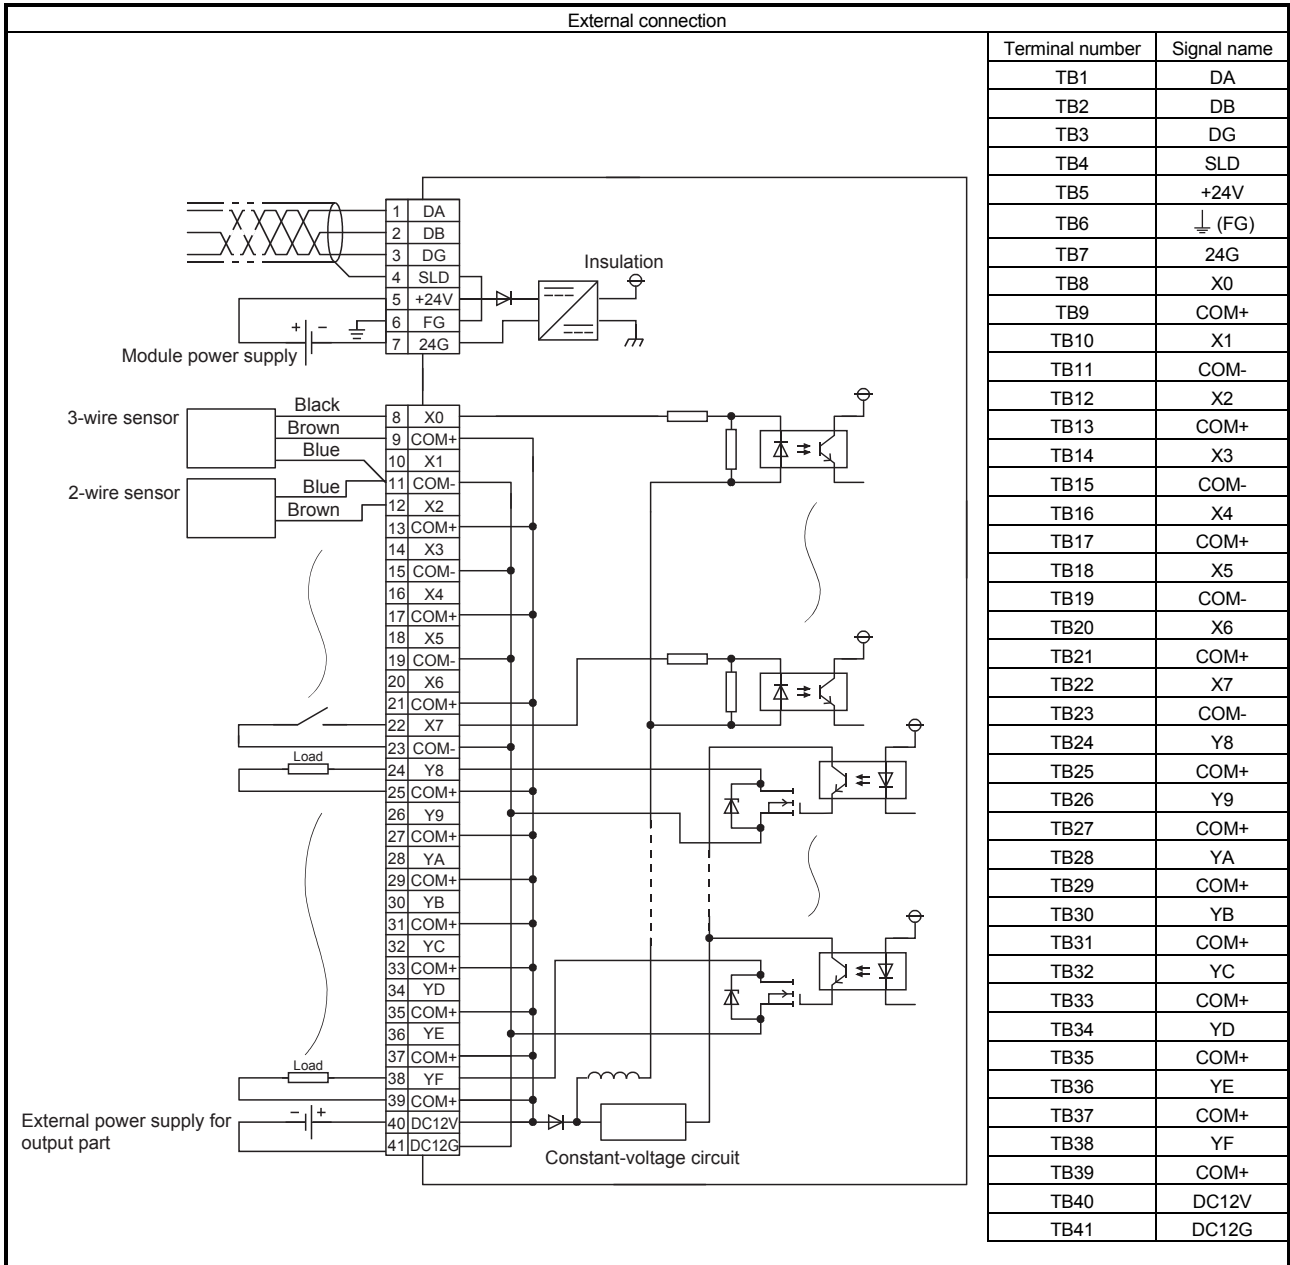 External connection
Terminal number Signal name
TB1 DA
TB2 DB
TB3 DG
TB4 SLD
TB5 +24V
TB6 ⏚ (FG)
TB7 24G
TB8 X0
TB9 COM+
TB10 X1
TB11 COM-
TB12 X2
TB13 COM+
TB14 X3
TB15 COM-
TB16 X4
TB17 COM+
TB18 X5
TB19 COM-
TB20 X6
TB21 COM+
TB22 X7
TB23 COM-
TB24 Y8
TB25 COM+
TB26 Y9
TB27 COM+
TB28 YA
TB29 COM+
TB30 YB
TB31 COM+
TB32 YC
TB33 COM+
TB34 YD
TB35 COM+
TB36 YE
TB37 COM+
TB38 YF
TB39 COM+
TB40 DC12V
TB41 DC12G
1 DA
2 DB
3 DG
4 SLD
5 +24V
6 FG
7 24G
Insulation
+ −
Module power supply
3-wire sensor
Black
Brown
Blue
2-wire sensor
Blue
Brown
8 X0
9 COM+
10 X1
11 COM-
12 X2
13 COM+
14 X3
15 COM-
16 X4
17 COM+
18 X5
19 COM-
20 X6
21 COM+
22 X7
23 COM-
Load
24 Y8
25 COM+
26 Y9
27 COM+
28 YA
29 COM+
30 YB
31 COM+
32 YC
33 COM+
34 YD
35 COM+
36 YE
37 COM+
Load
38 YF
39 COM+
40 DC12V
41 DC12G
− +
External power supply for
output part
Constant-voltage circuit